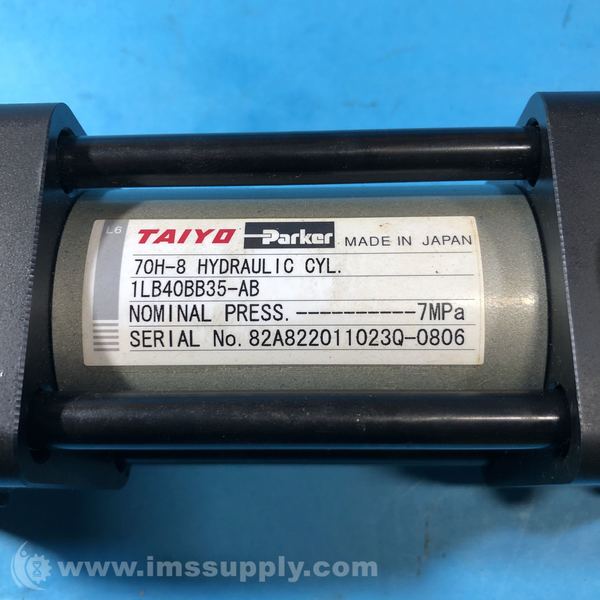 L6 TAIYO Parker MADE IN JAPAN
70H-8 HYDRAULIC CYL.
1LB40BB35-AB
NOMINAL PRESS.-----------7MPa
SERIAL No. 82A822011023Q-0806
www.imssupply.com